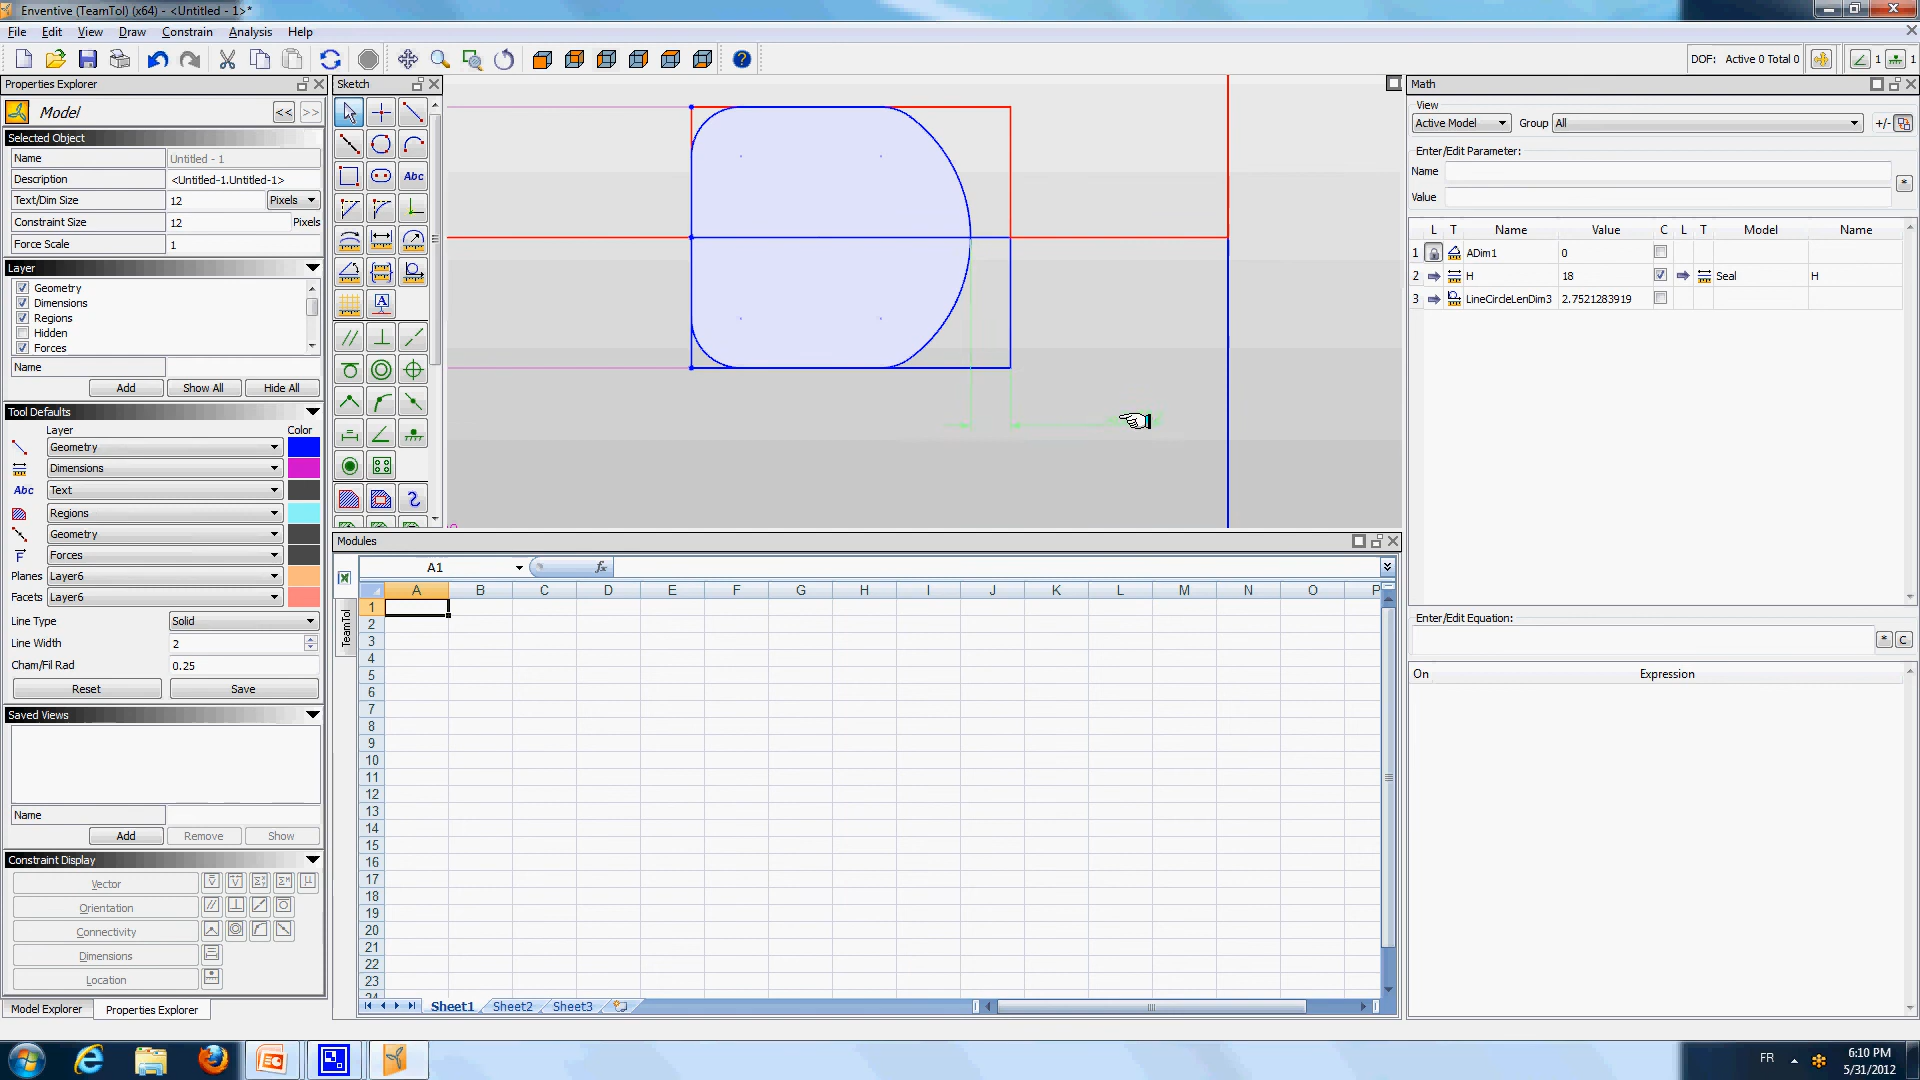 Enventive (TeamTol) (x64) - <Untitled - 1>*
File Edit View Draw Constrain Analysis Help
DOF: Active 0 Total 0 1 1
Properties Explorer
Model << >>
Selected Object
Name Untitled - 1
Description <Untitled-1.Untitled-1>
Text/Dim Size 12 Pixels
Constraint Size 12 Pixels
Force Scale 1
Layer
Geometry
Dimensions
Regions
Hidden
Forces
Name
Add Show All Hide All
Tool Defaults
Layer Color
Geometry
Dimensions
Abc Text
Regions
Geometry
F Forces
Planes Layer6
Facets Layer6
Line Type Solid
Line Width 2
Cham/Fil Rad 0.25
Reset Save
Saved Views
Name
Add Remove Show
Constraint Display
Vector
Orientation
Connectivity
Dimensions
Location
Model Explorer Properties Explorer
Sketch
Abc
Modules
A1 fx
TeamTol
A B C D E F G H I J K L M N O P
1
2
3
4
5
6
7
8
9
10
11
12
13
14
15
16
17
18
19
20
21
22
23
24
Sheet1 Sheet2 Sheet3
Math
View
Active Model Group All +/-
Enter/Edit Parameter:
Name
*
Value
L T Name Value C L T Model Name
1 ADim1 0
2 H 18 Seal H
3 LineCircleLenDim3 2.7521283919
Enter/Edit Equation:
* C
On Expression
FR 6:10 PM
5/31/2012